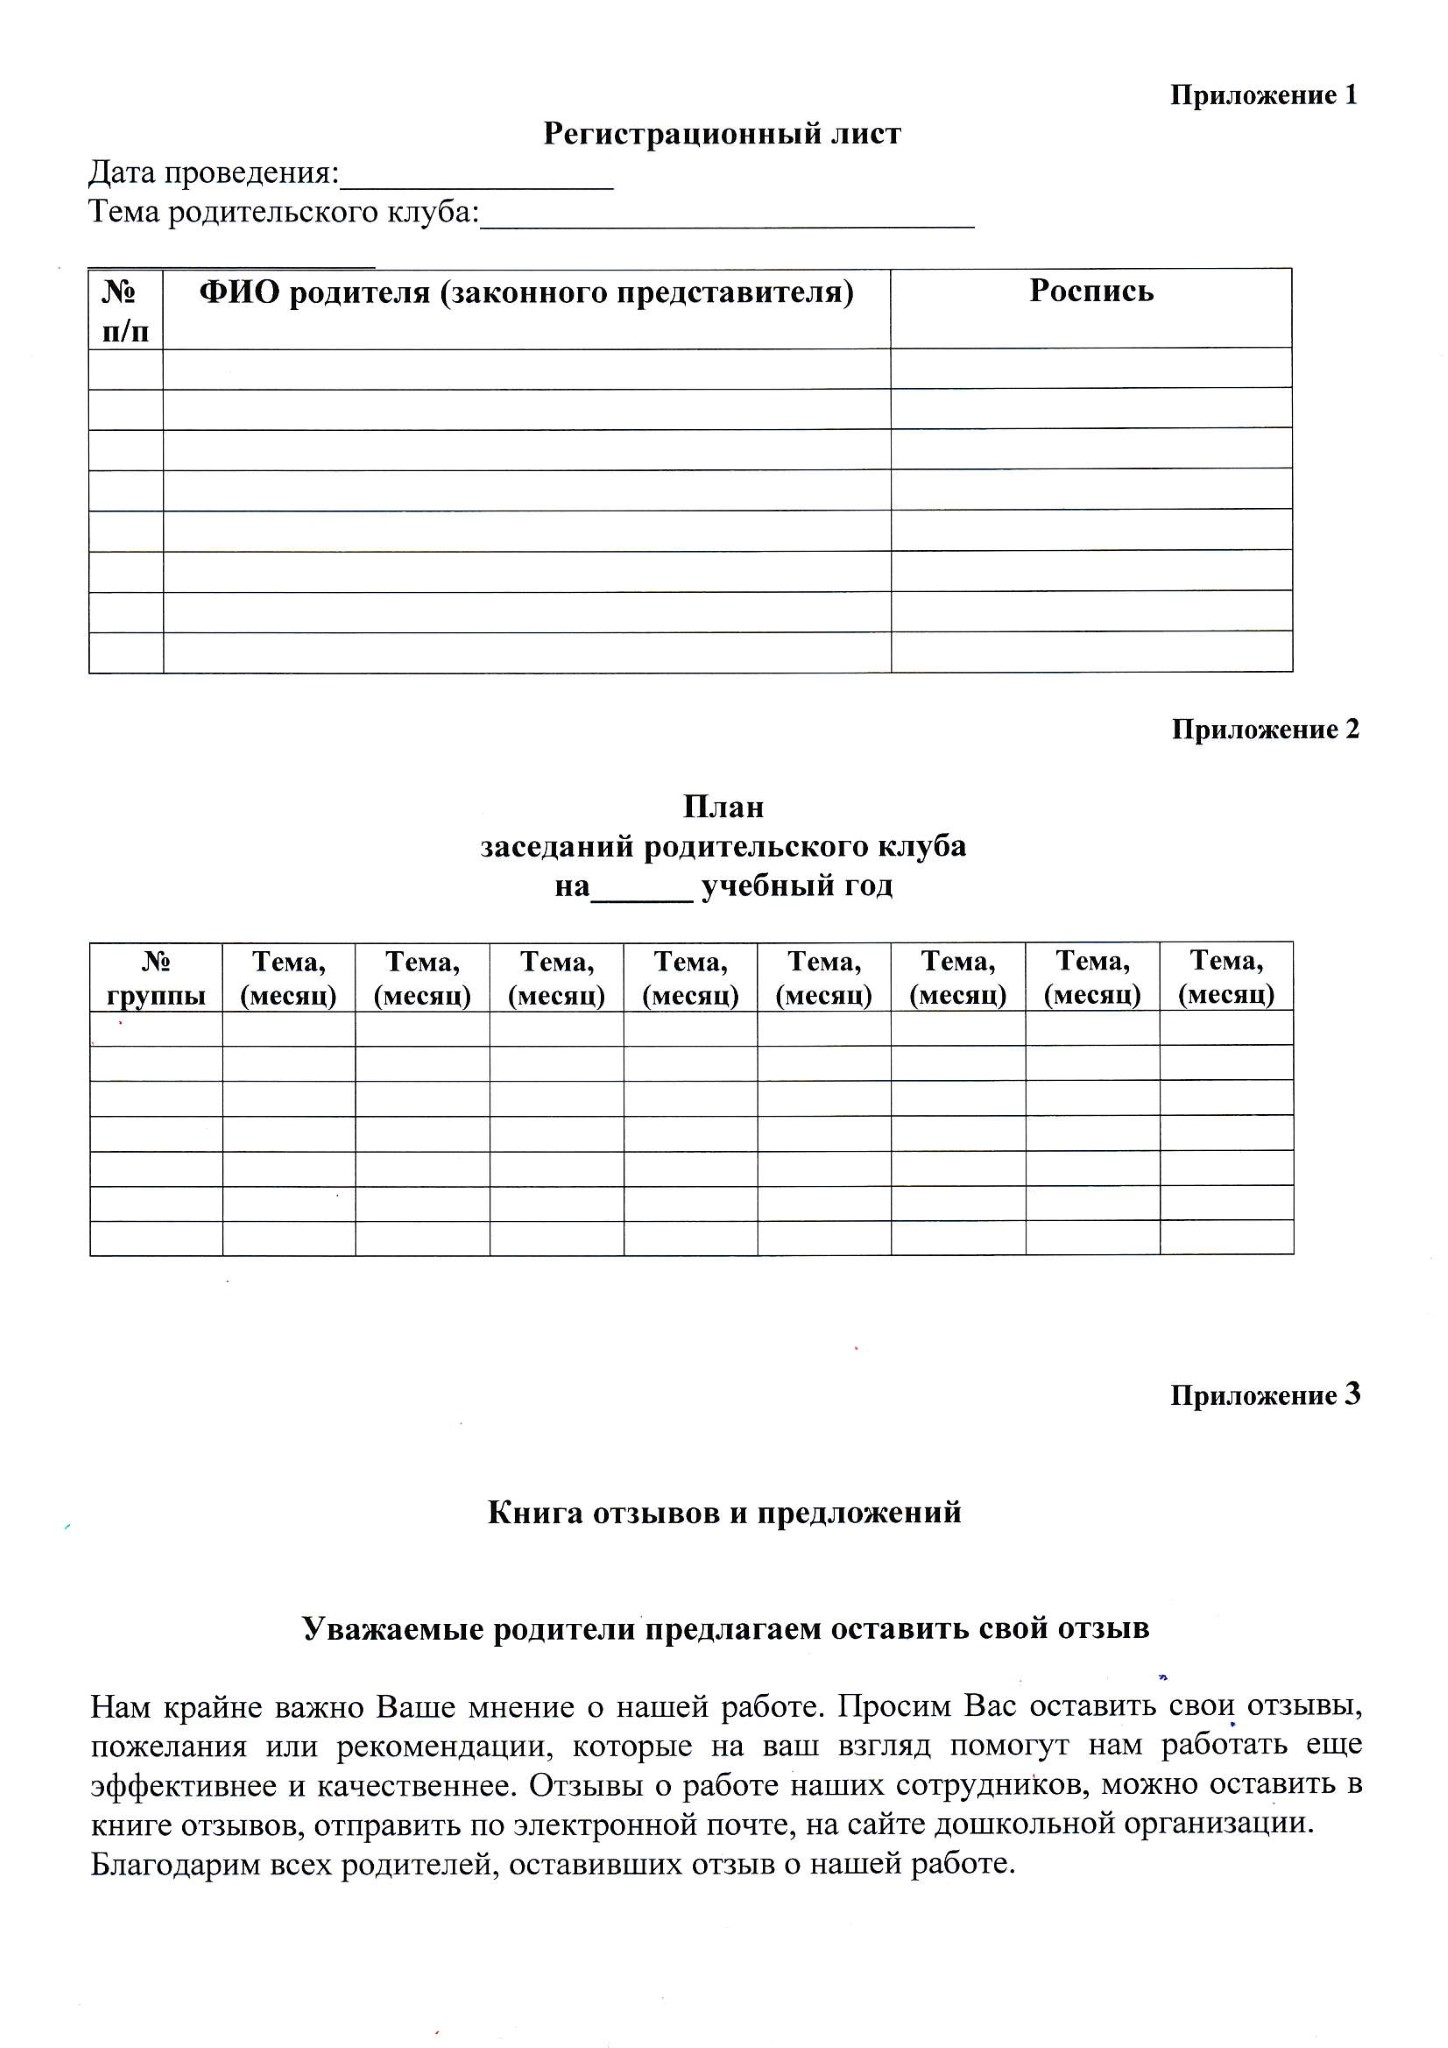 Приложение 1
Регистрационный лист
Дата проведения:________________
Тема родительского клуба:_____________________________
_________________
№ ФИО родителя (законного представителя) Роспись
п/п
Приложение 2
План
заседаний родительского клуба
на______ учебный год
№ Тема, Тема, Тема, Тема, Тема, Тема, Тема, Тема,
группы (месяц) (месяц) (месяц) (месяц) (месяц) (месяц) (месяц) (месяц)
Приложение 3
Книга отзывов и предложений
Уважаемые родители предлагаем оставить свой отзыв
Нам крайне важно Ваше мнение о нашей работе. Просим Вас оставить свои отзывы,
пожелания или рекомендации, которые на ваш взгляд помогут нам работать еще
эффективнее и качественнее. Отзывы о работе наших сотрудников, можно оставить в
книге отзывов, отправить по электронной почте, на сайте дошкольной организации.
Благодарим всех родителей, оставивших отзыв о нашей работе.